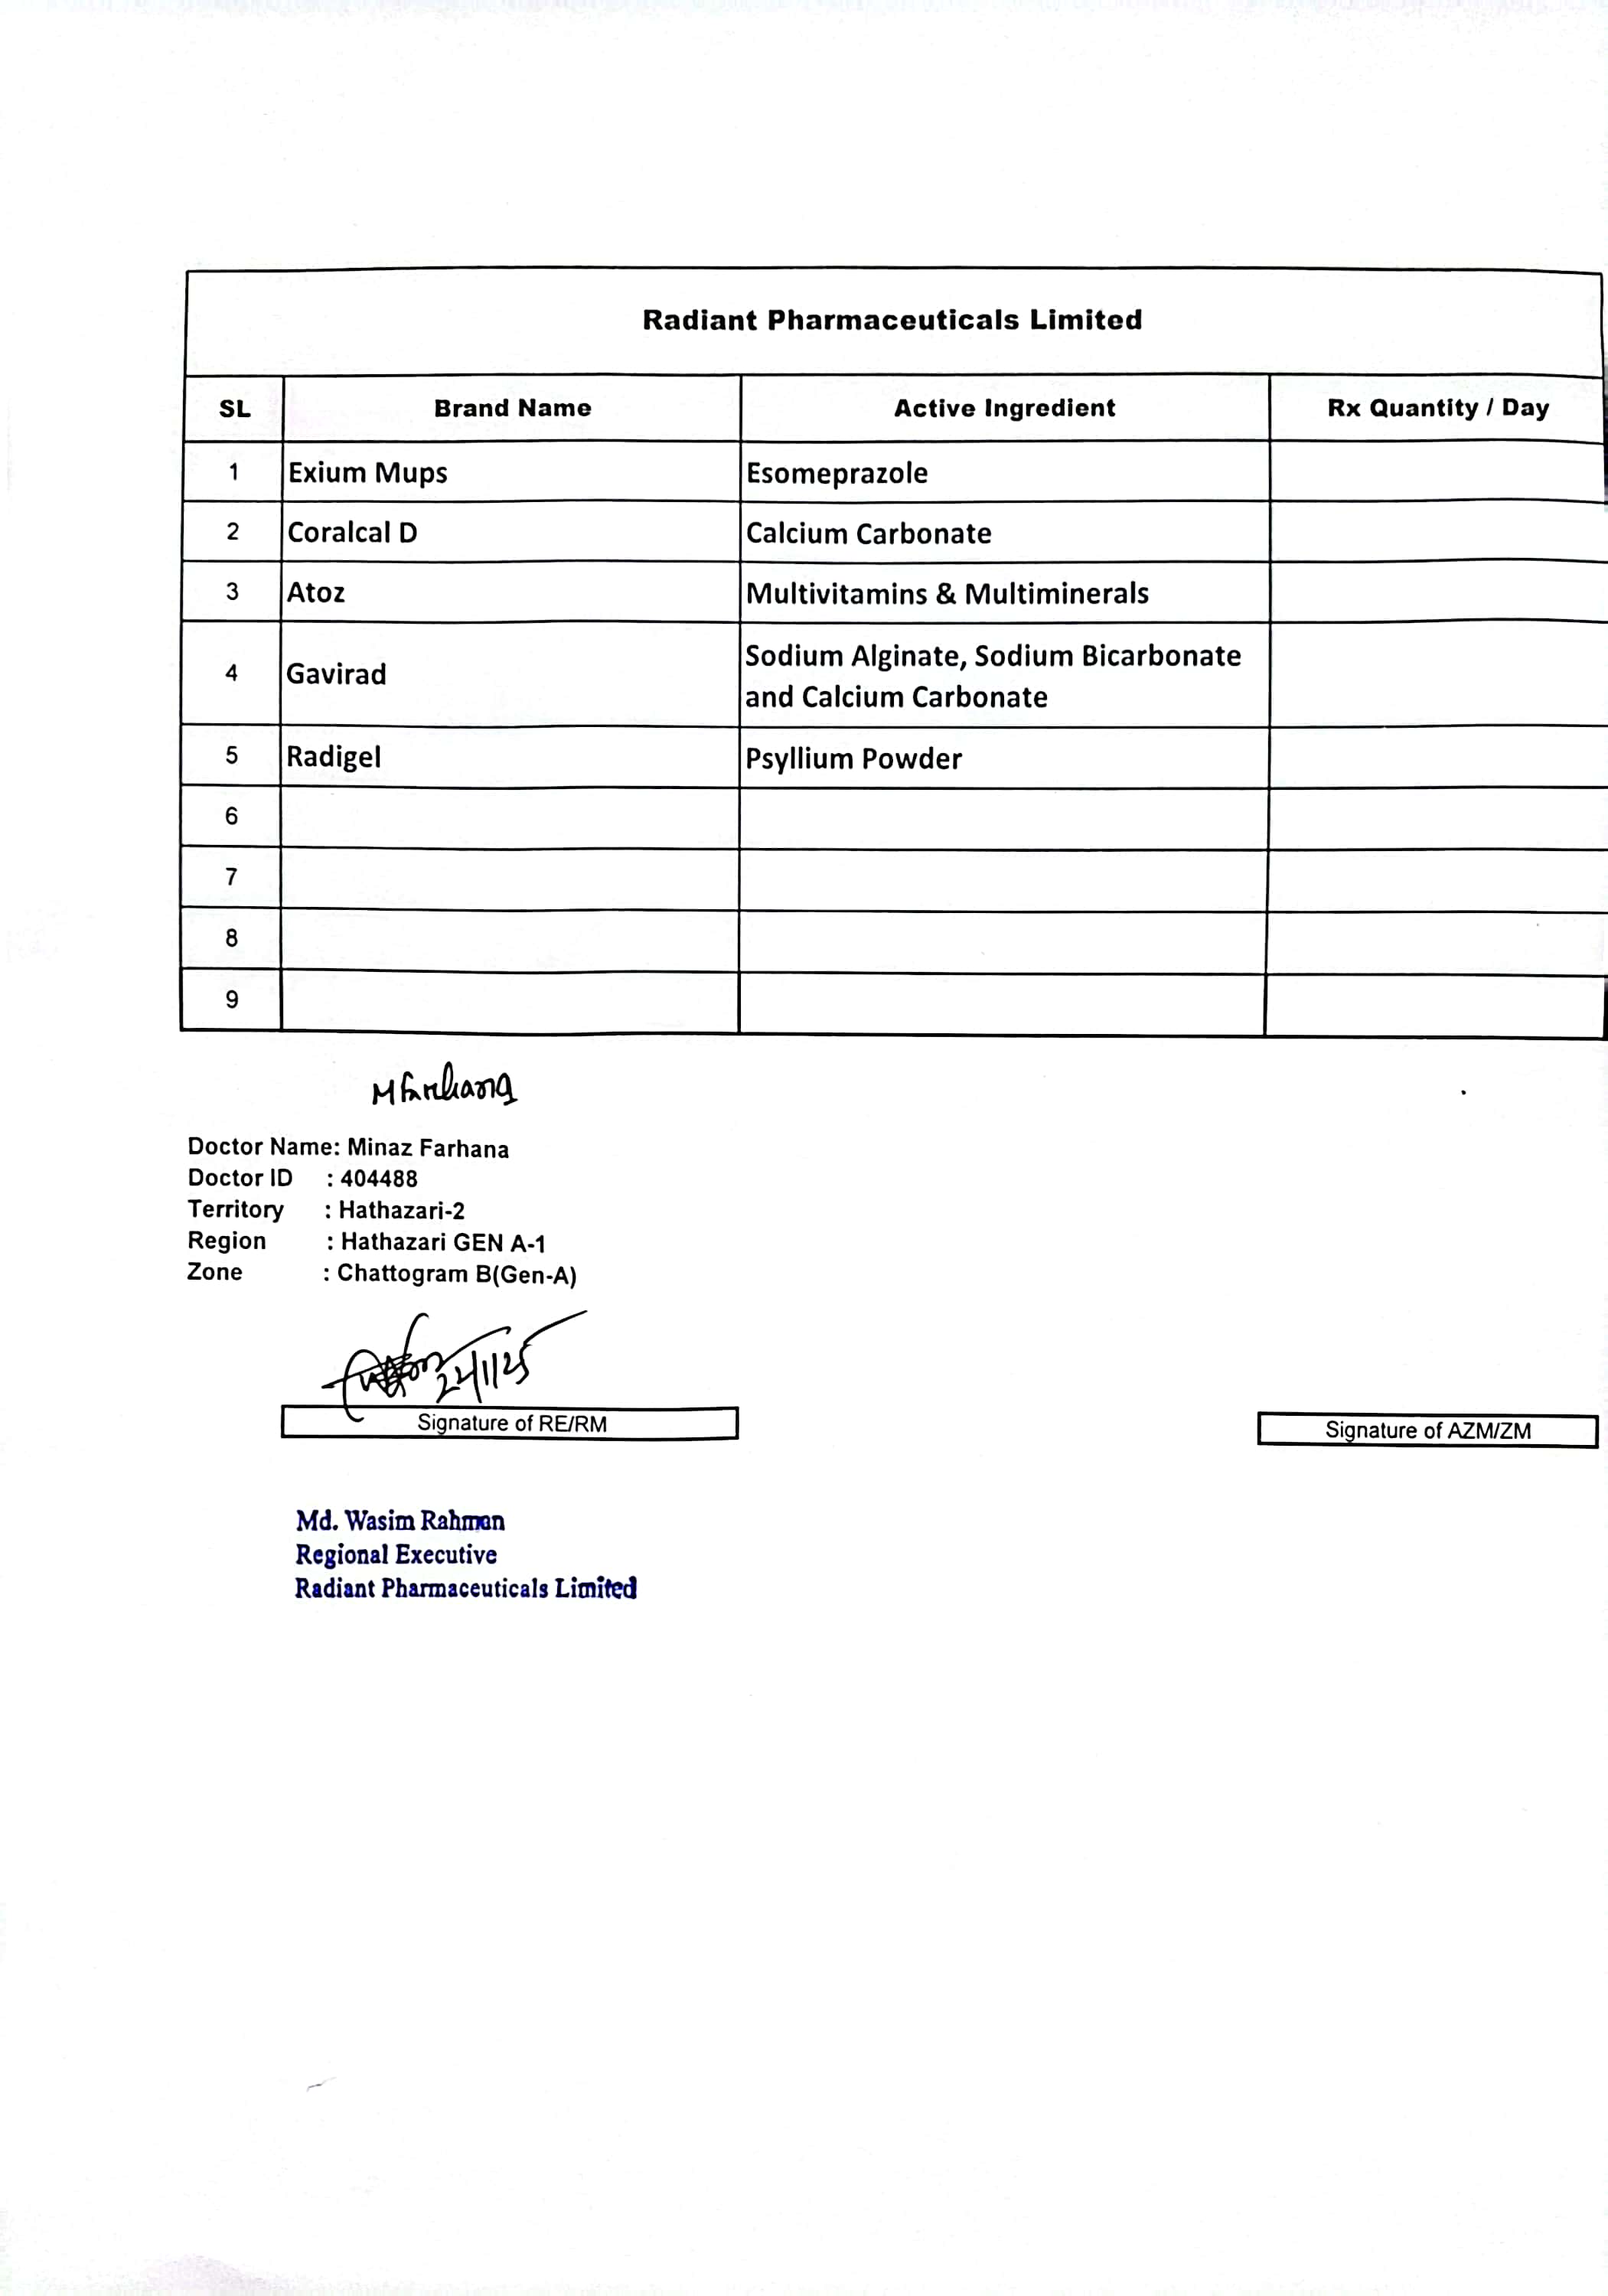 Radiant Pharmaceuticals Limited
SL Brand Name Active Ingredient Rx Quantity / Day
1 Exium Mups Esomeprazole
2 Coralcal D Calcium Carbonate
3 Atoz Multivitamins & Multiminerals
4 Gavirad Sodium Alginate, Sodium Bicarbonate
and Calcium Carbonate
5 Radigel Psyllium Powder
6
7
8
9
MFarhana
Doctor Name: Minaz Farhana
Doctor ID : 404488
Territory : Hathazari-2
Region : Hathazari GEN A-1
Zone : Chattogram B(Gen-A)
22/1/25
Signature of RE/RM Signature of AZM/ZM
Md. Wasim Rahman
Regional Executive
Radiant Pharmaceuticals Limited